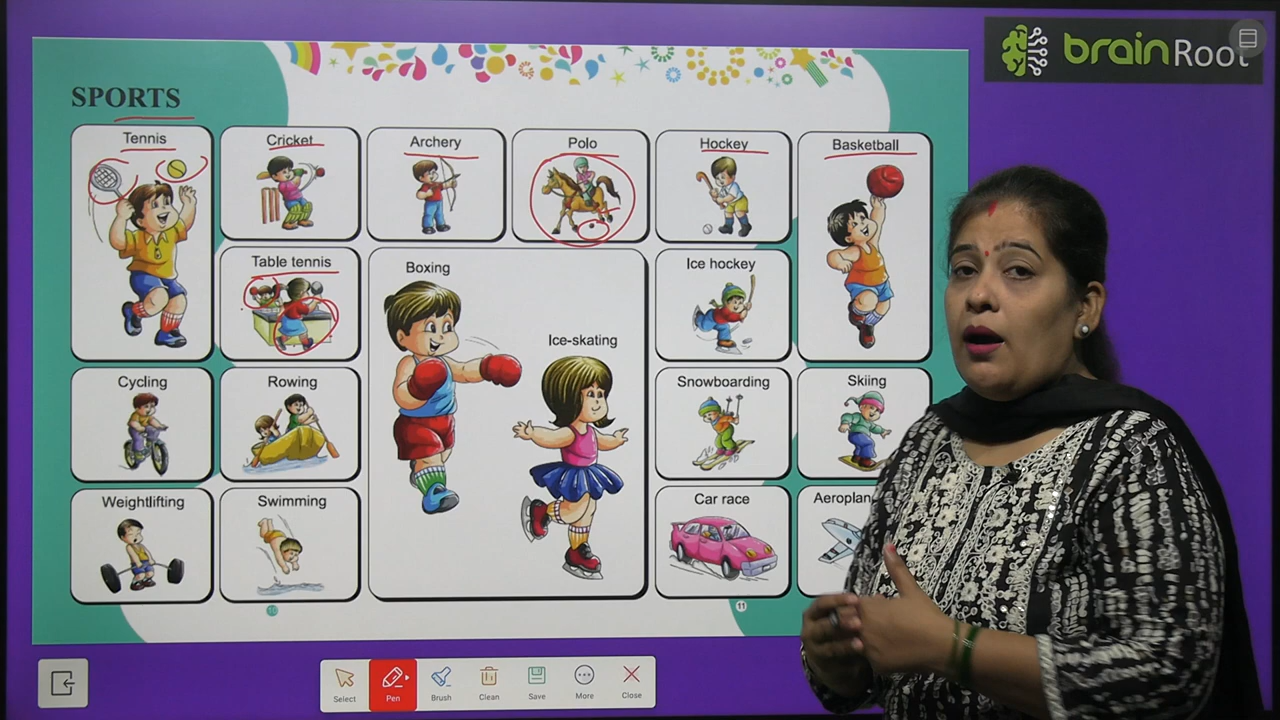 brainRoot
SPORTS
Tennis
Cricket
Archery
Polo
Hockey
Basketball
Table tennis
Boxing
Ice hockey
Ice-skating
Cycling
Rowing
Snowboarding
Skiing
Weightlifting
Swimming
Car race
11
Select
Pen
Brush
Clean
Save
More
Close